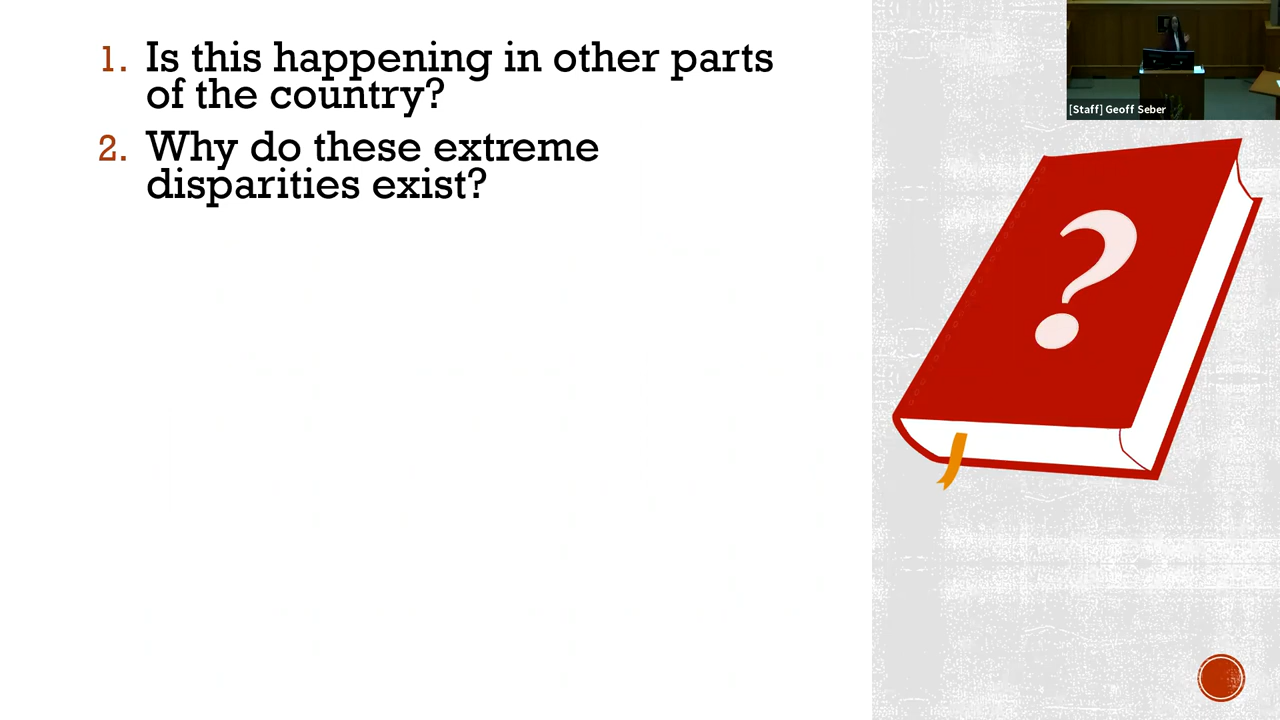 1. Is this happening in other parts
of the country?
2. Why do these extreme
disparities exist?
[Staff] Geoff Seber
?